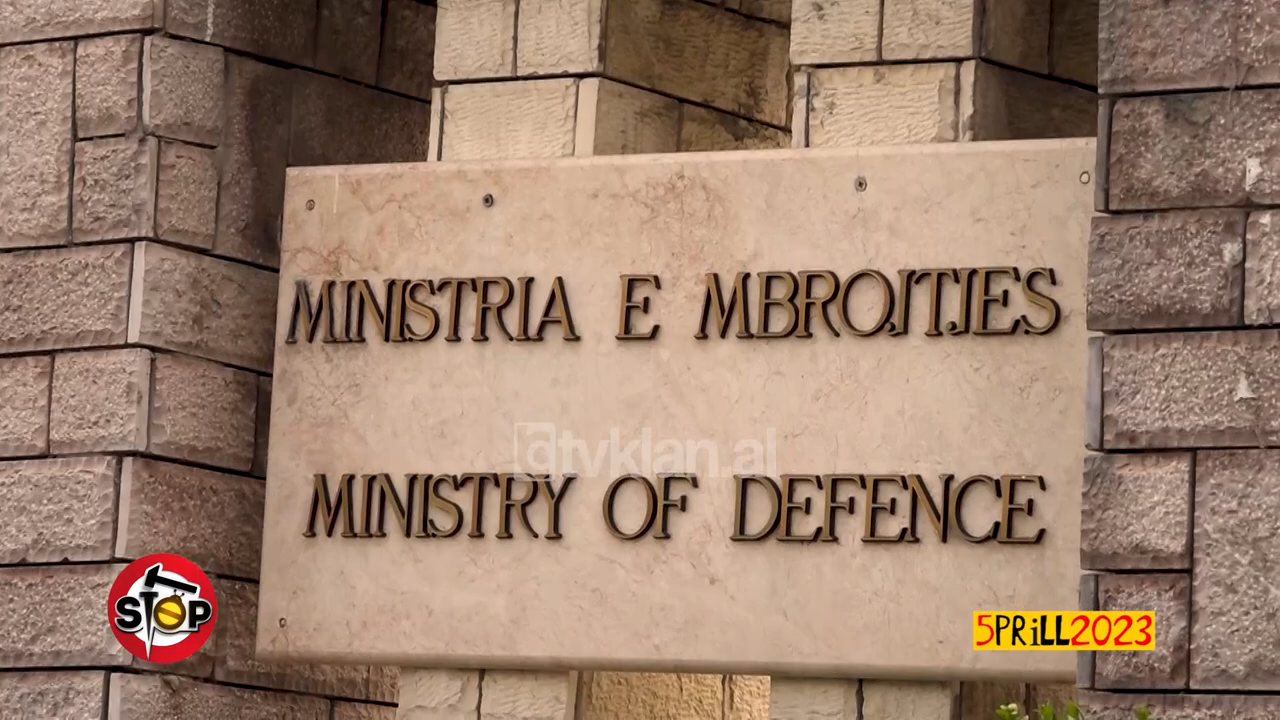 MINISTRIA E MBROJTJES
@tvklan.al
MINISTRY OF DEFENCE
STOP
5PRiLL2023